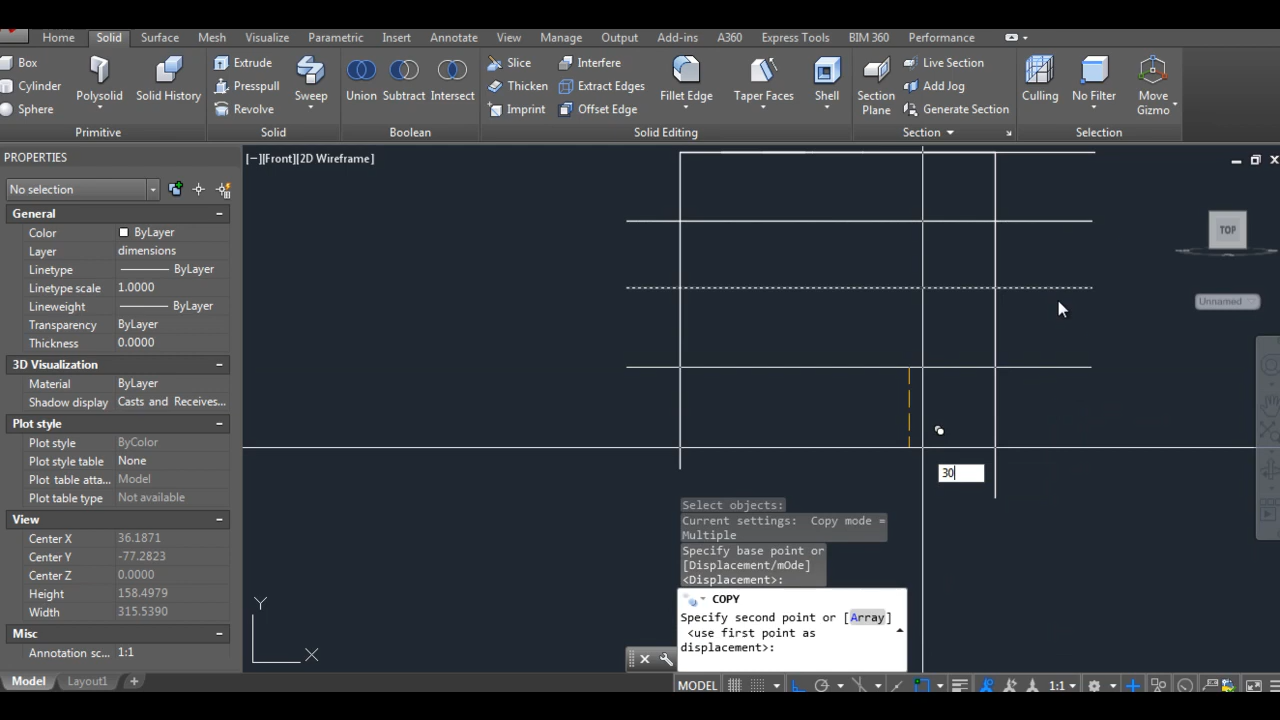 Home Solid Surface Mesh Visualize Parametric Insert Annotate View Manage Output Add-ins A360 Express Tools BIM 360 Performance
Box Extrude Slice Interfere Live Section
Cylinder Presspull Thicken Extract Edges Add Jog
Sphere Revolve Imprint Offset Edge Generate Section
Polysolid Solid History Sweep Union Subtract Intersect Fillet Edge Taper Faces Shell Section Plane Culling No Filter Move Gizmo
Primitive Solid Boolean Solid Editing Section Selection
PROPERTIES
[−][Front][2D Wireframe]
No selection
General
Color ByLayer
Layer dimensions
Linetype ByLayer
Linetype scale 1.0000
Lineweight ByLayer
Transparency ByLayer
Thickness 0.0000
3D Visualization
Material ByLayer
Shadow display Casts and Receives...
Plot style
Plot style ByColor
Plot style table None
Plot table atta... Model
Plot table type Not available
View
Center X 36.1871
Center Y -77.2823
Center Z 0.0000
Height 158.4979
Width 315.5390
Misc
Annotation sc... 1:1
TOP
Unnamed
30
Y
X
Select objects:
Current settings: Copy mode =
Multiple
Specify base point or
[Displacement/mOde]
<Displacement>:
COPY
Specify second point or [Array]
<use first point as
displacement>:
Model Layout1 +
MODEL 1:1